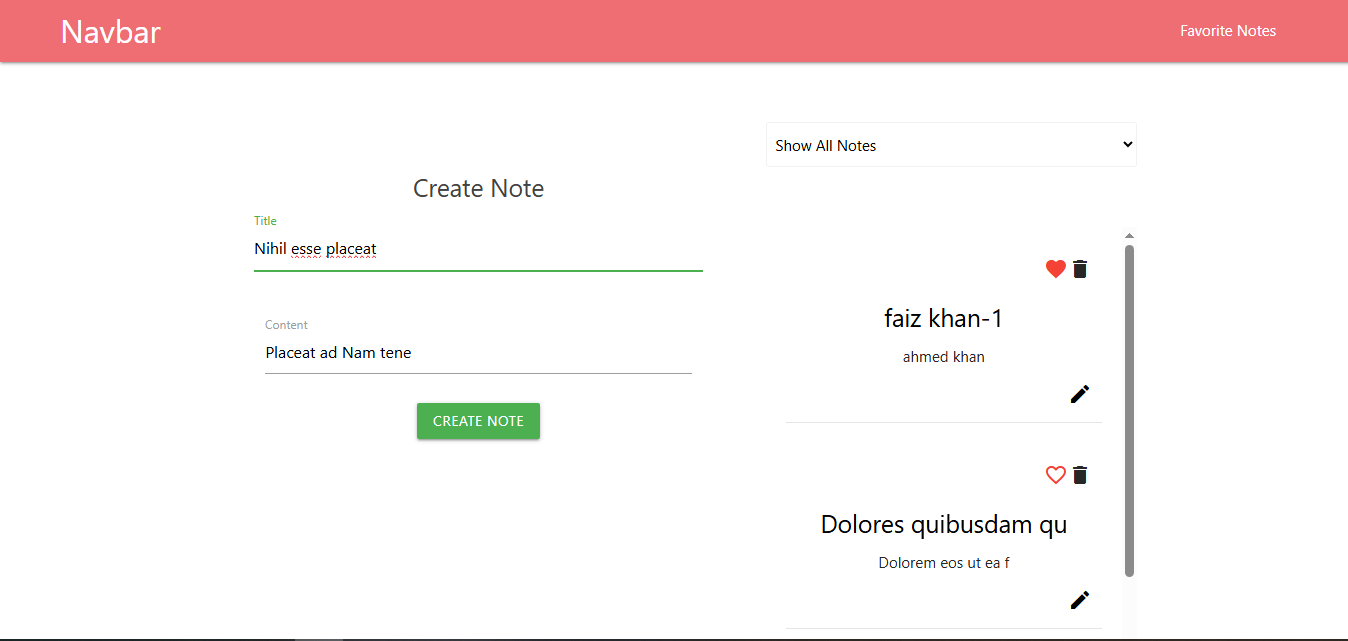 Navbar
Favorite Notes
Show All Notes
Create Note
Title
Nihil esse placeat
Content
Placeat ad Nam tene
CREATE NOTE
faiz khan-1
ahmed khan
Dolores quibusdam qu
Dolorem eos ut ea f